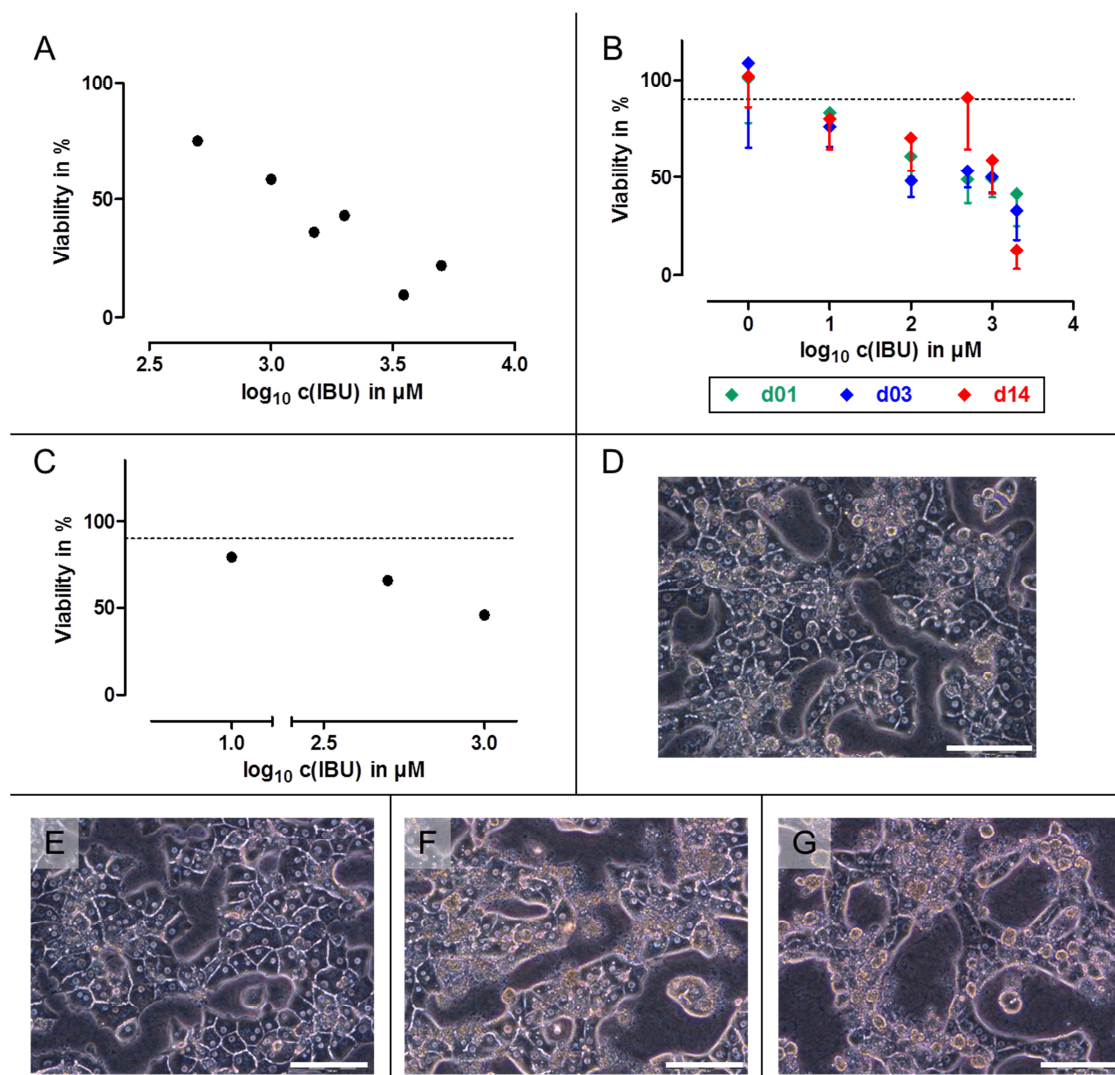 A
Viability in %
100
50
0
2.5 3.0 3.5 4.0
log10 c(IBU) in µM
B
Viability in %
100
50
0
0 1 2 3 4
log10 c(IBU) in µM
d01 d03 d14
C
Viability in %
100
50
0
1.0 2.5 3.0
log10 c(IBU) in µM
D
E
F
G